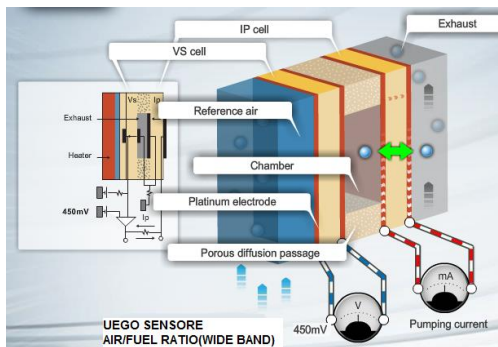 IP cell
Exhaust
VS cell
Vs
Ip
Reference air
Exhaust
Heater
Chamber
Platinum electrode
450mV
Ip
Porous diffusion passage
mA
V
UEGO SENSORE
AIR/FUEL RATIO(WIDE BAND)
450mV
Pumping current